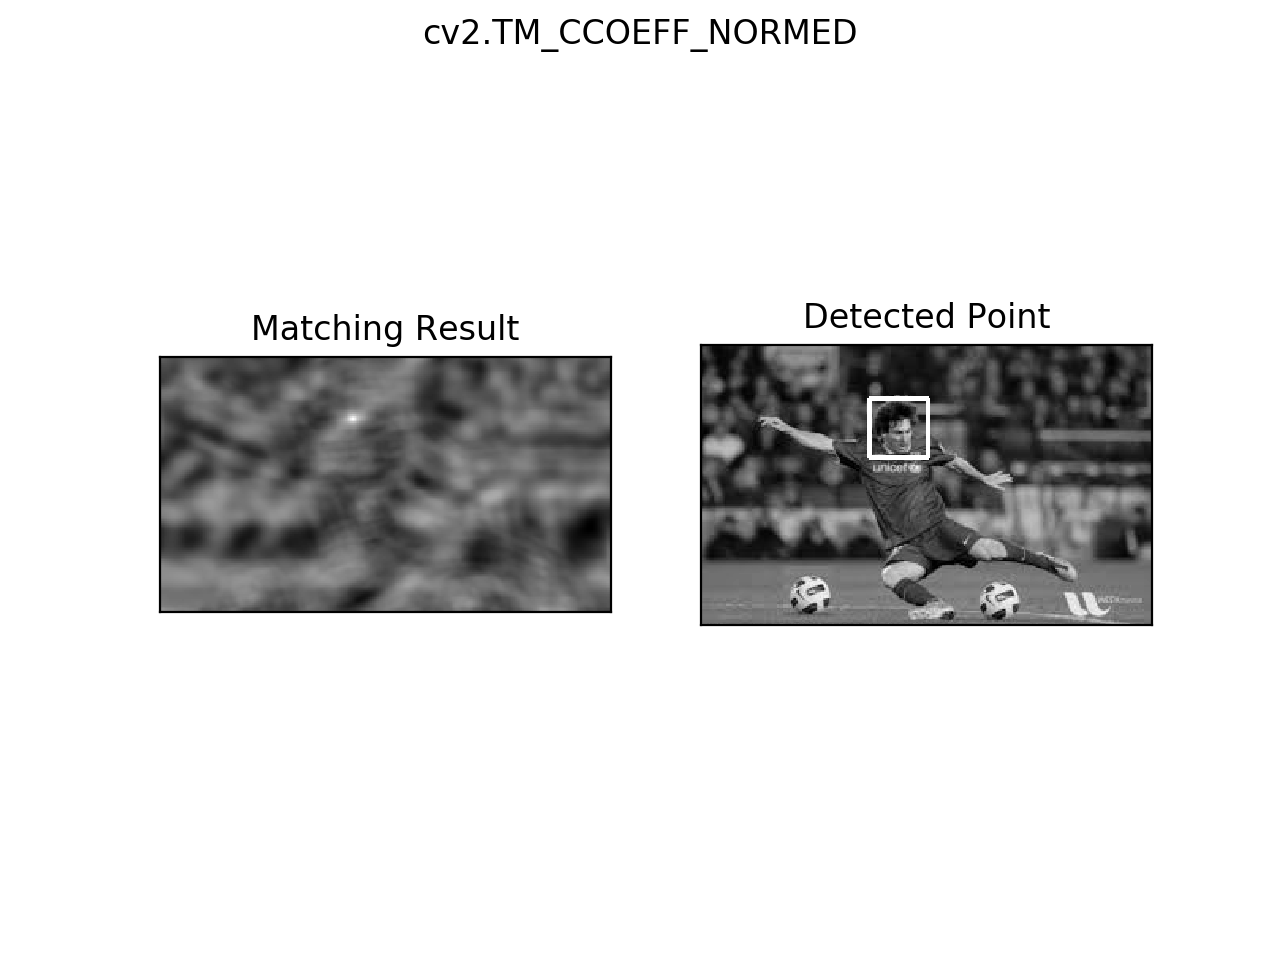 cv2.TM_CCOEFF_NORMED
Matching Result
Detected Point
unicef